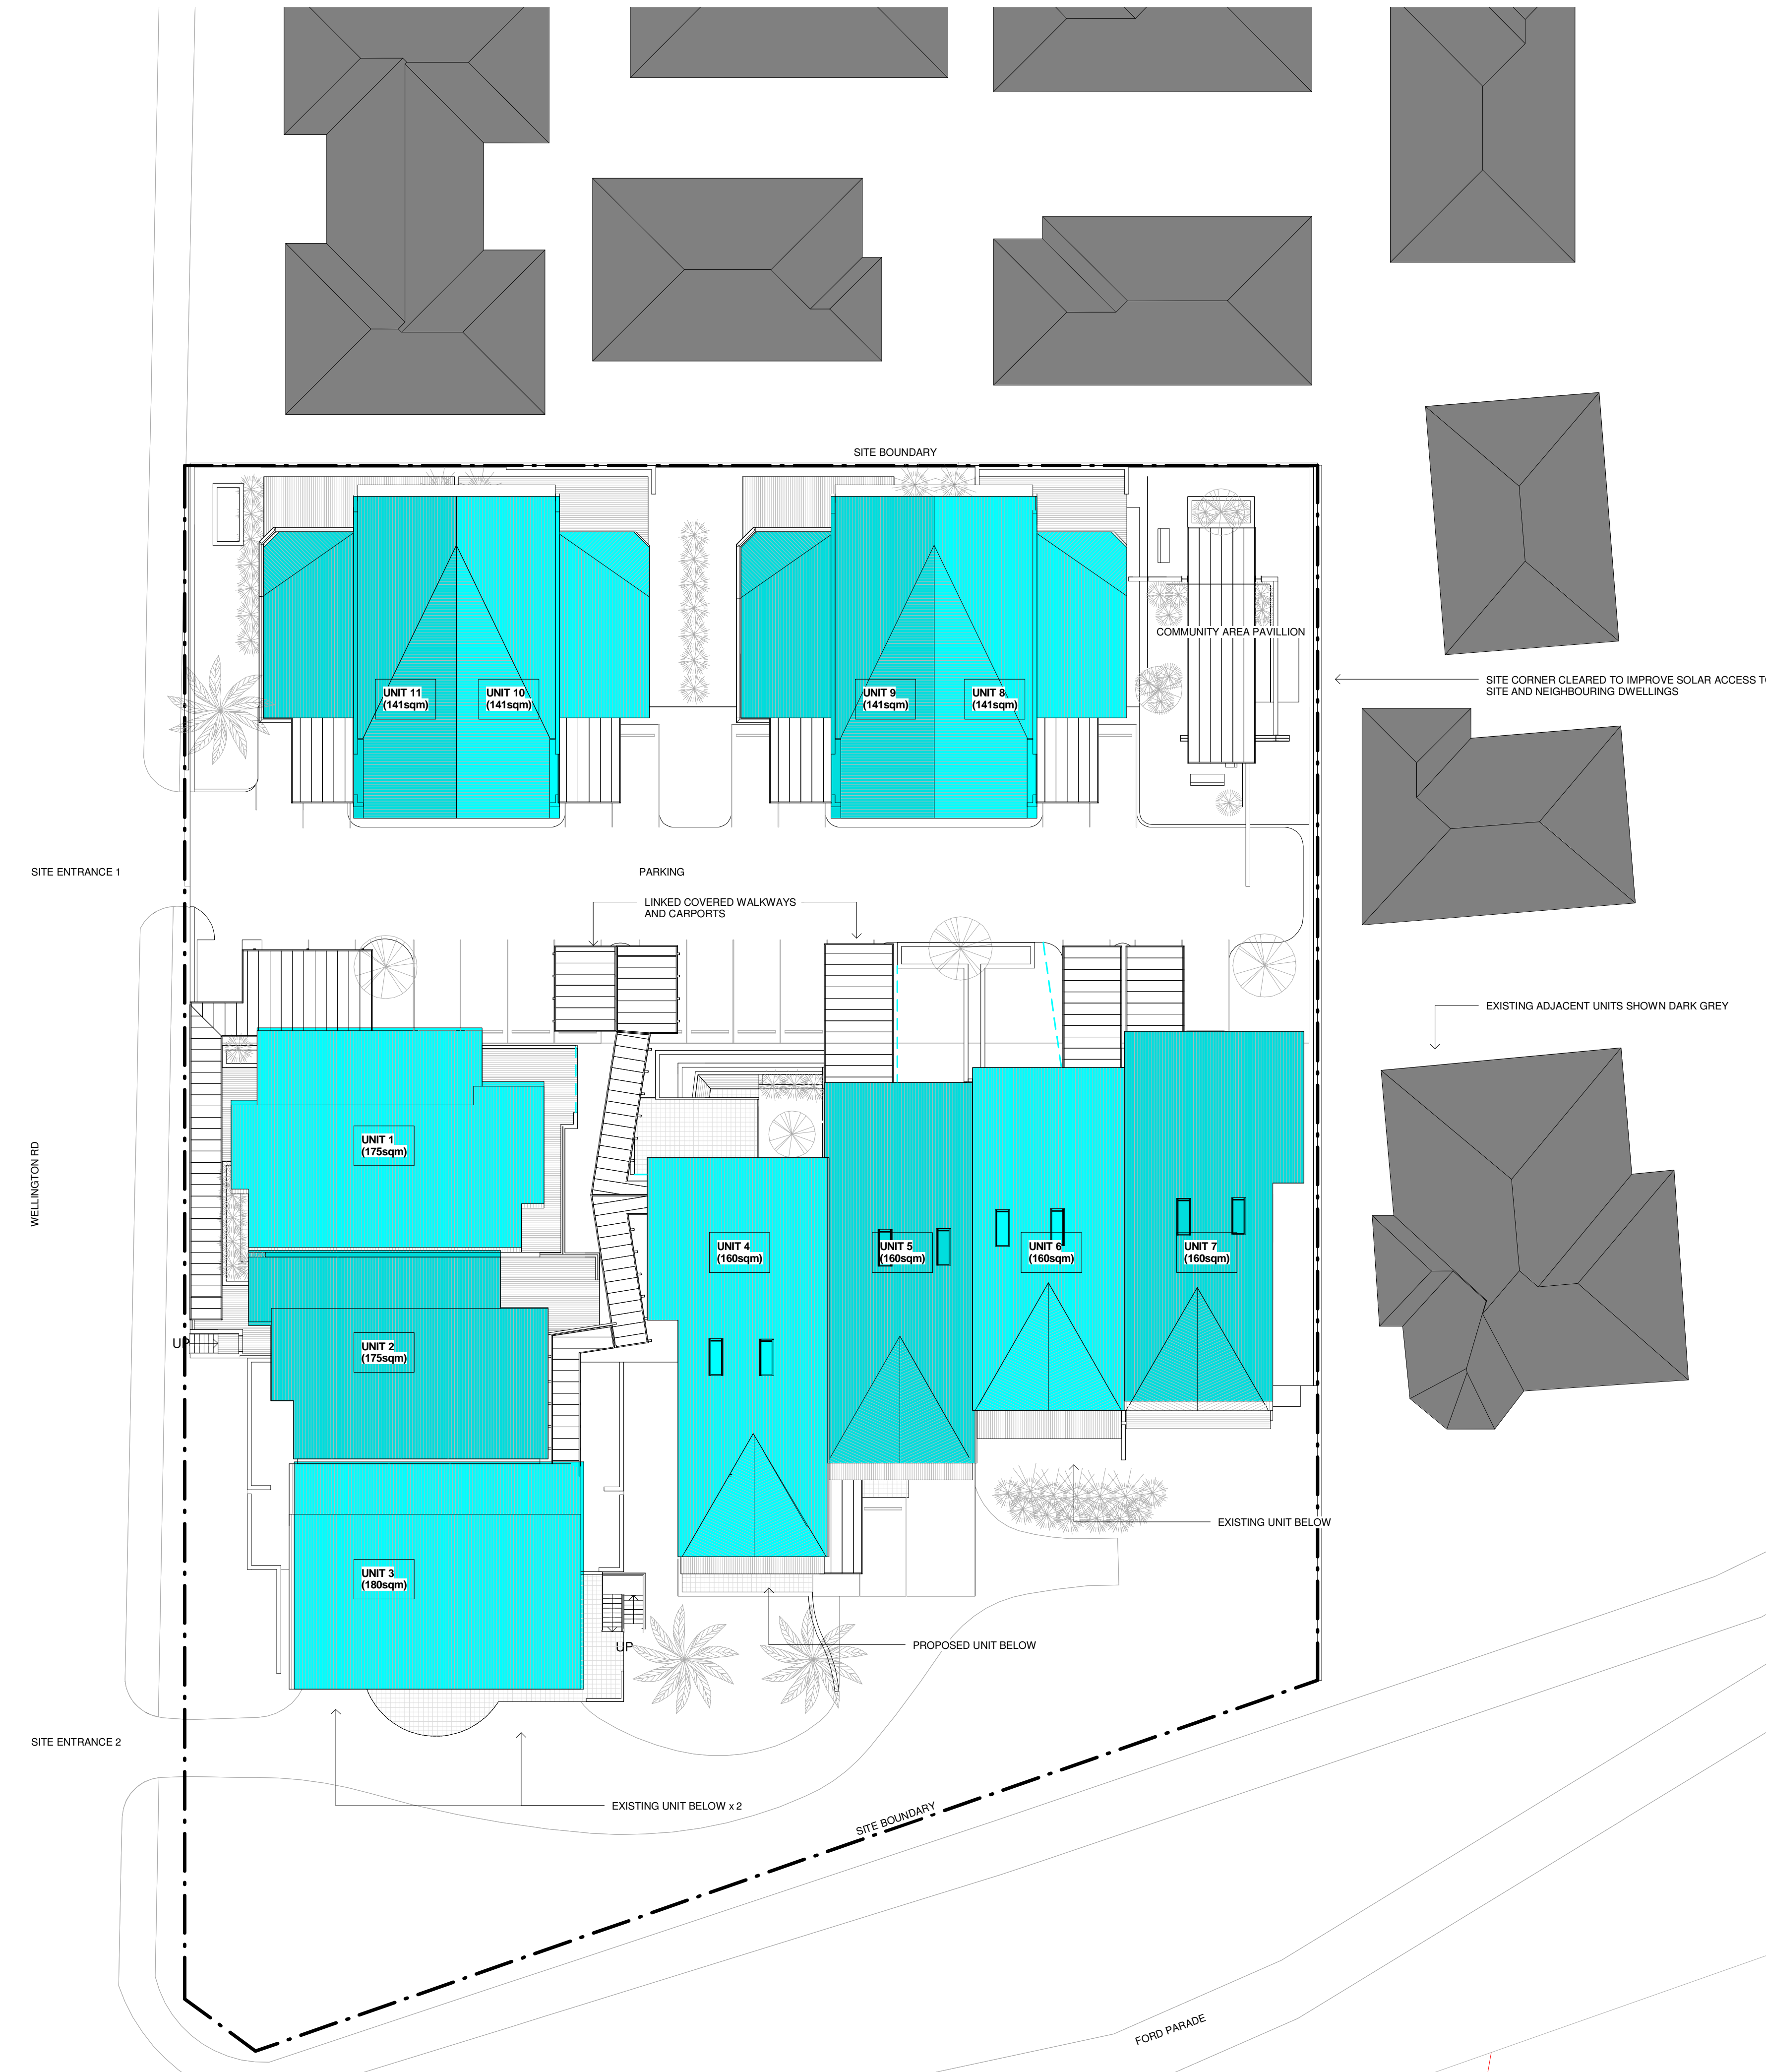 SITE BOUNDARY
COMMUNITY AREA PAVILLION
SITE CORNER CLEARED TO IMPROVE SOLAR ACCESS
SITE AND NEIGHBOURING DWELLINGS
UNIT 11
(141sqm)
UNIT 10
(141sqm)
UNIT 9
(141sqm)
UNIT 8
(141sqm)
SITE ENTRANCE 1
PARKING
LINKED COVERED WALKWAYS
AND CARPORTS
EXISTING ADJACENT UNITS SHOWN DARK GREY
WELLINGTON RD
UNIT 1
(175sqm)
UNIT 4
(160sqm)
UNIT 5
(160sqm)
UNIT 6
(160sqm)
UNIT 7
(160sqm)
UP
UNIT 2
(175sqm)
EXISTING UNIT BELOW
UNIT 3
(180sqm)
UP
PROPOSED UNIT BELOW
SITE ENTRANCE 2
EXISTING UNIT BELOW x 2
SITE BOUNDARY
FORD PARADE